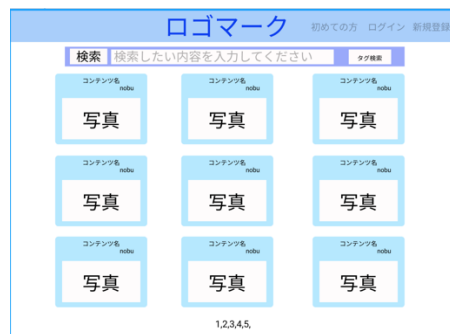 ロゴマーク 初めての方 ログイン 新規登録
検索 検索したい内容を入力してください タグ検索
コンテンツ名 コンテンツ名 コンテンツ名
nobu nobu nobu
写真 写真 写真
コンテンツ名 コンテンツ名 コンテンツ名
nobu nobu nobu
写真 写真 写真
コンテンツ名 コンテンツ名 コンテンツ名
nobu nobu nobu
写真 写真 写真
1,2,3,4,5,